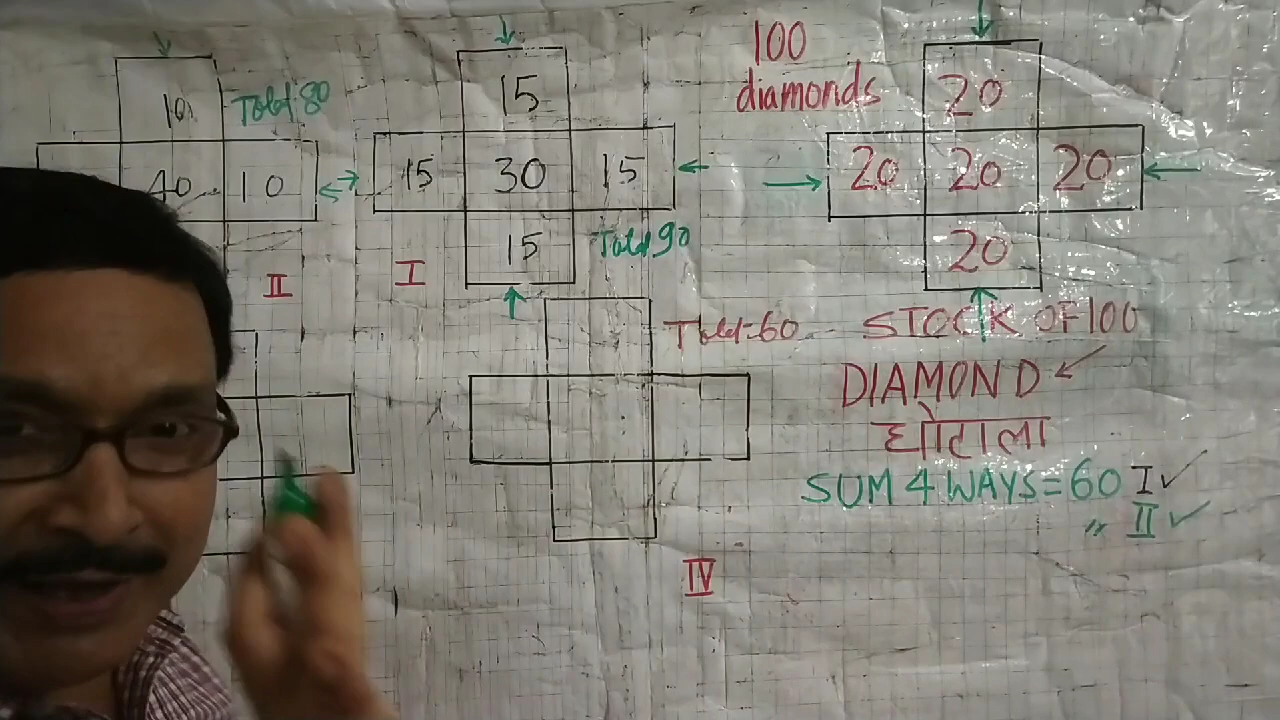 10
Total 80
40 10
II
15
15 30 15
15
Total 90
I
100
diamonds
20
20 20 20
20
Total=60
STOCK OF 100
DIAMOND
घोटाला
SUM 4 WAYS=60 I ✓
" II ✓
IV